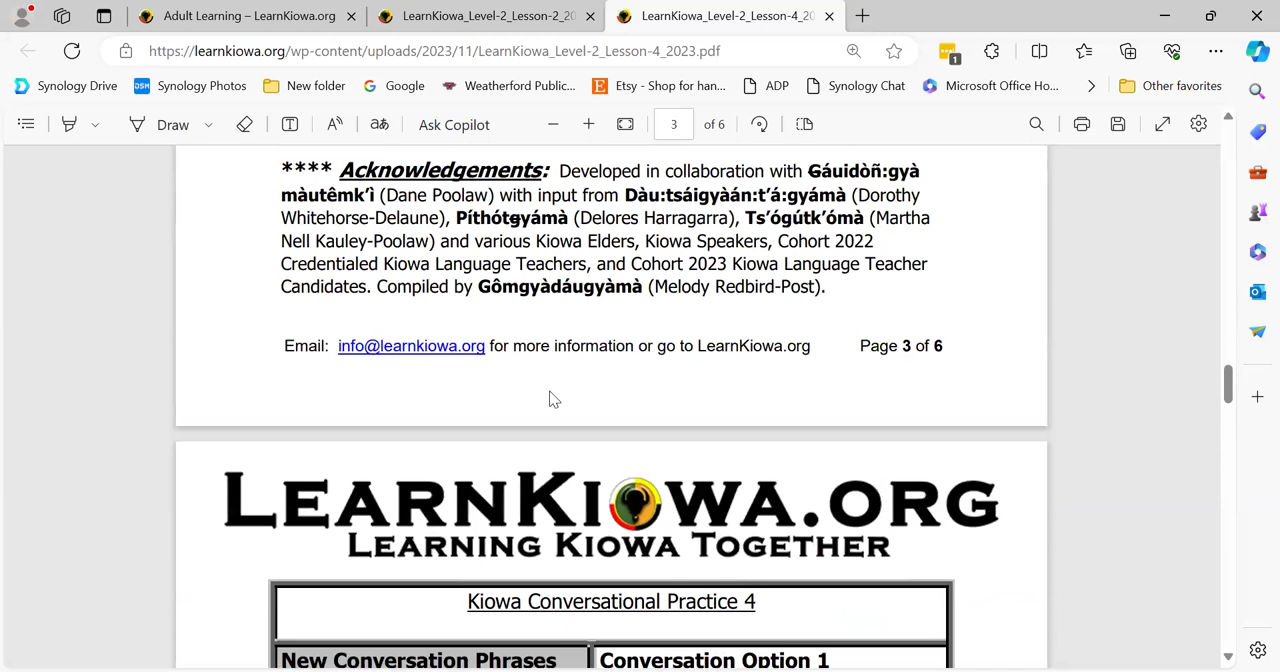 Adult Learning – LearnKiowa.org
LearnKiowa_Level-2_Lesson-2_20
LearnKiowa_Level-2_Lesson-4_20
https://learnkiowa.org/wp-content/uploads/2023/11/LearnKiowa_Level-2_Lesson-4_2023.pdf
1
Synology Drive
DSM
Synology Photos
New folder
Google
Weatherford Public...
Etsy - Shop for han...
ADP
Synology Chat
Microsoft Office Ho...
Other favorites
Draw
Ask Copilot
3
of 6
**** Acknowledgements: Developed in collaboration with G̶áuidòñ:gyà
màutêmk’ì (Dane Poolaw) with input from Dàu:tsáigyàán:t’á:gyámà (Dorothy
Whitehorse-Delaune), Píthótg̶yámà (Delores Harragarra), Ts’ógútk’ómà (Martha
Nell Kauley-Poolaw) and various Kiowa Elders, Kiowa Speakers, Cohort 2022
Credentialed Kiowa Language Teachers, and Cohort 2023 Kiowa Language Teacher
Candidates. Compiled by Gômgyàdáugyàmà (Melody Redbird-Post).
Email: info@learnkiowa.org for more information or go to LearnKiowa.org
Page 3 of 6
LEARNKIOWA.ORG
LEARNING KIOWA TOGETHER
Kiowa Conversational Practice 4
New Conversation Phrases
Conversation Option 1